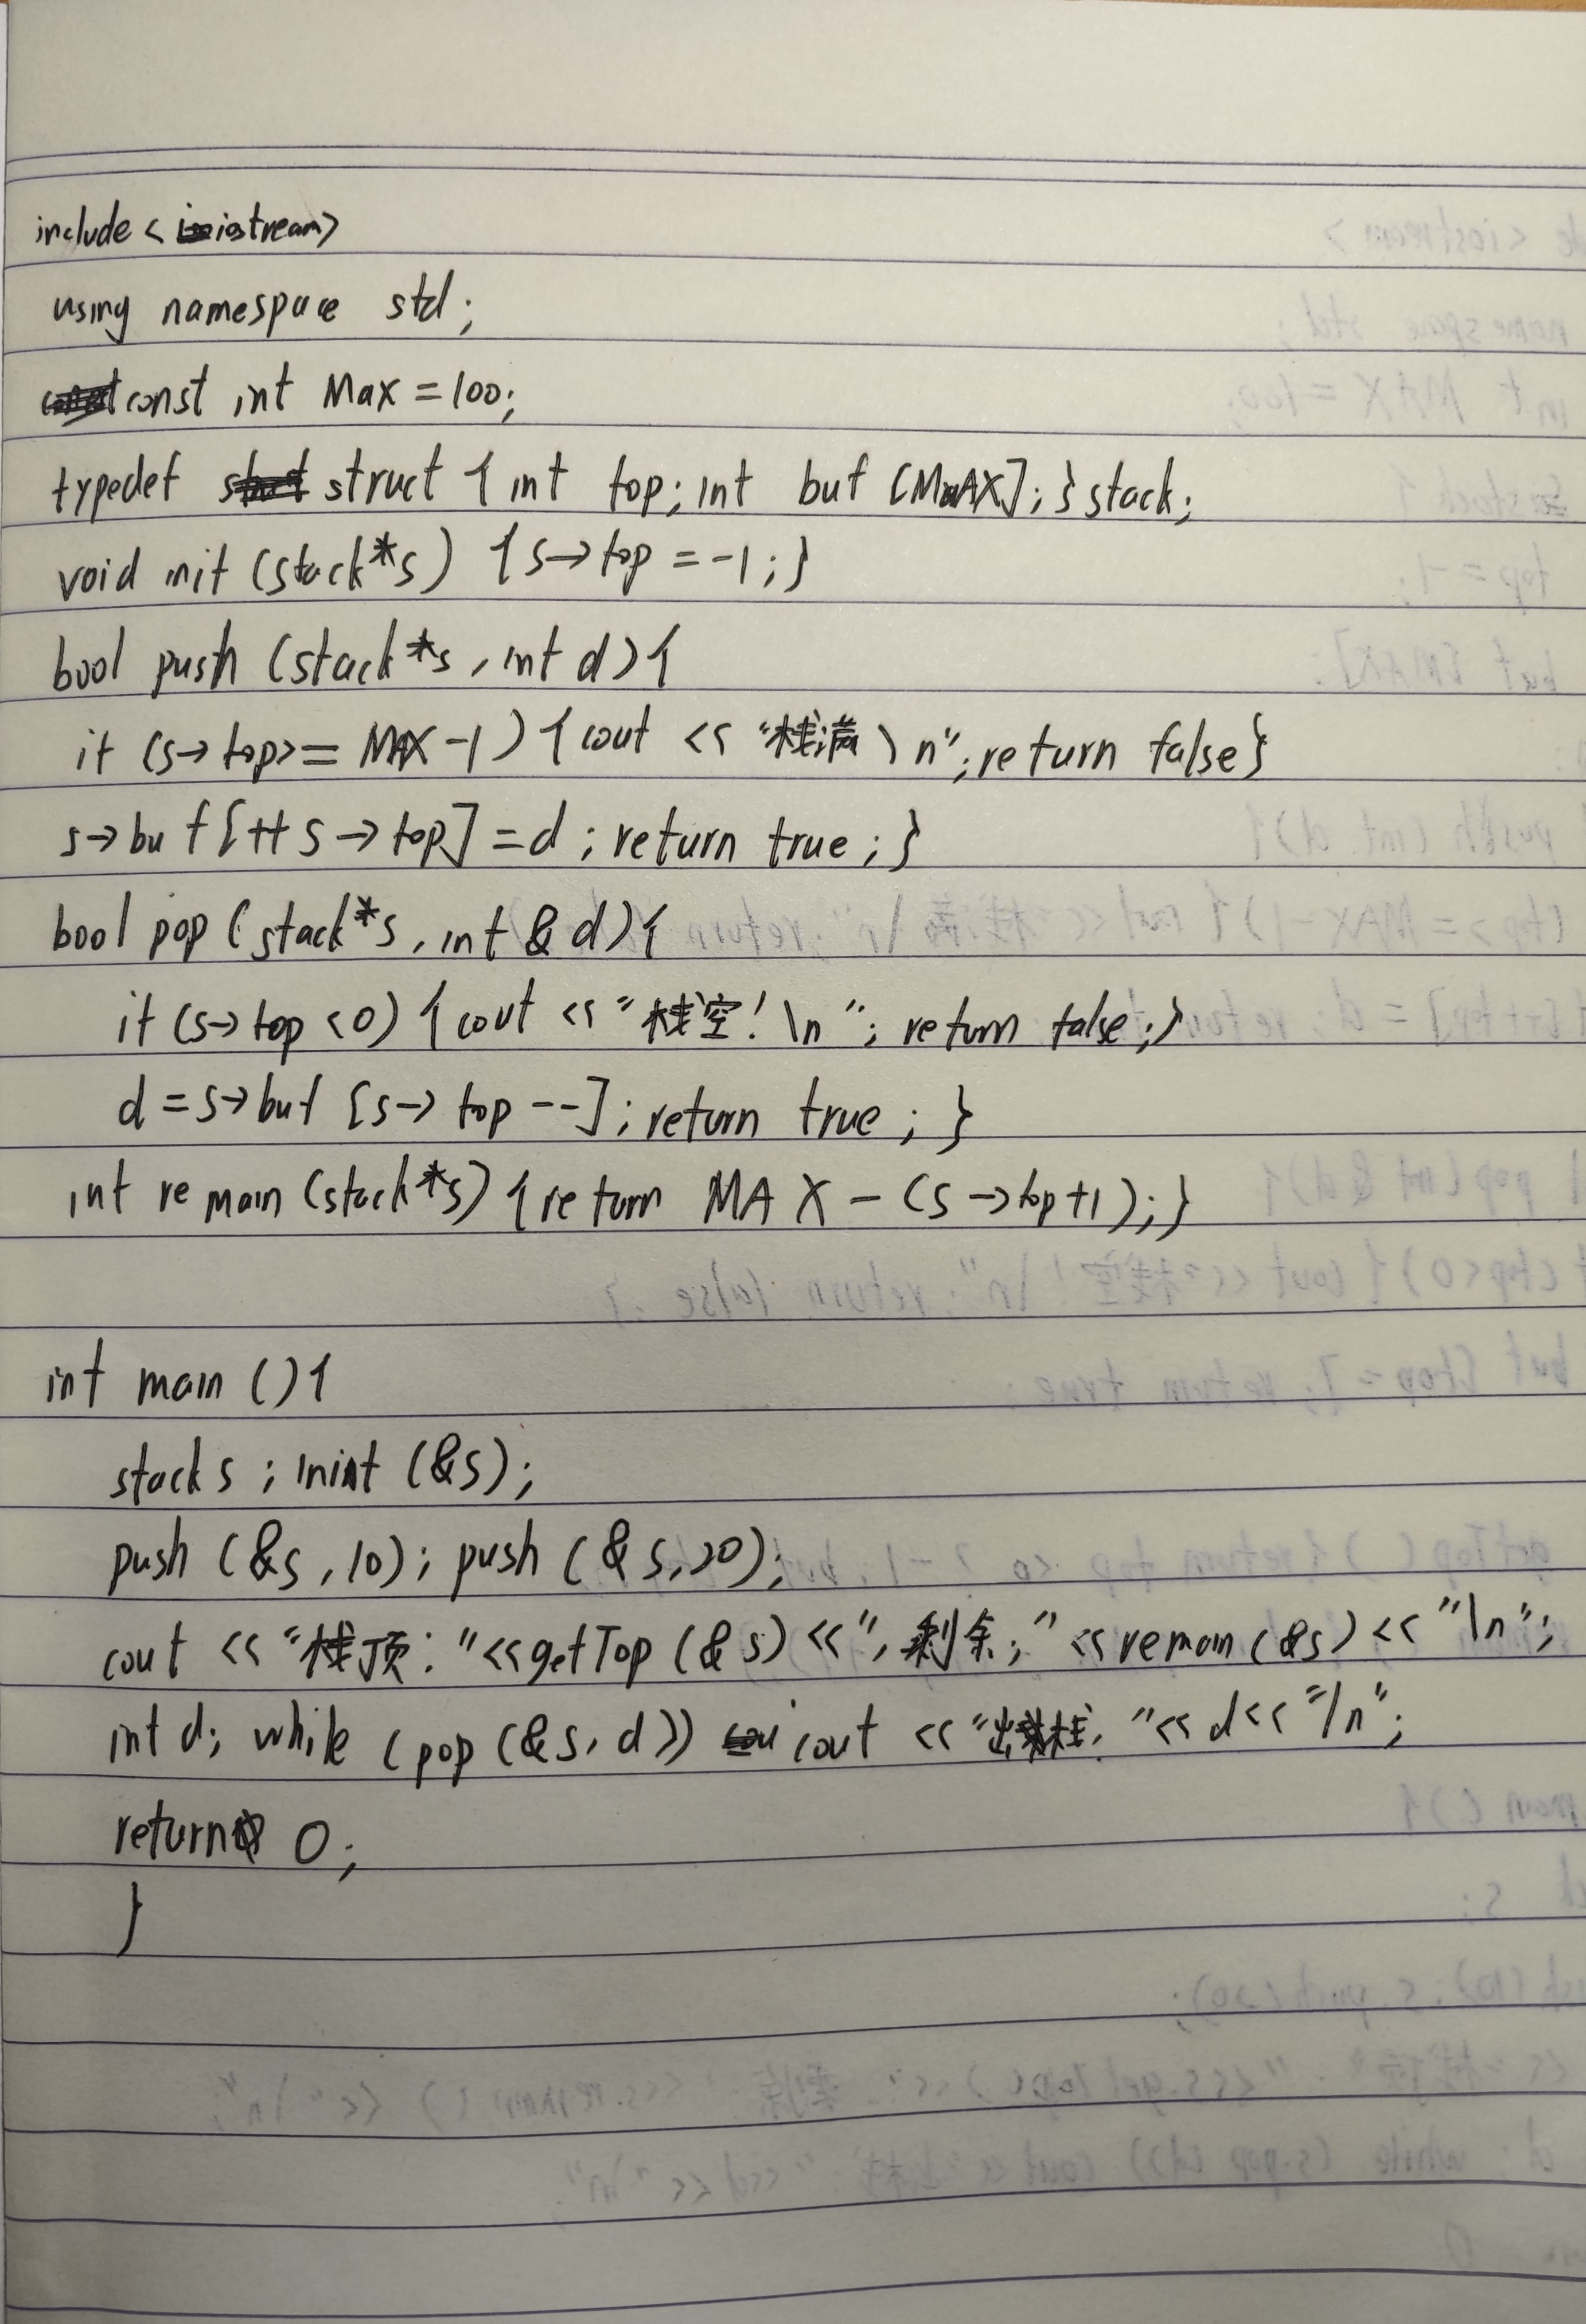 include<iostream>
using namespace std;
const int Max=100;
typedef struct {int top; int buf [MAX];}stack;
void init (stack*s) {s→top=-1;}
bool push (stack*s,int d){
if (s→top>=MAX-1){cout << "栈满\n";return false}
s→buf[++s→top]=d;return true;}
bool pop (stack*s,int & d){
if (s→top<0){cout <<"栈空!\n"; return false;}
d=s→buf [s→top--];return true;}
int remain (stack*s){return MAX-(s→top+1);}
int main (){
stack s; init (&s);
push (&s,10); push (&s,20);
cout <<"栈顶:"<<getTop (&s)<<",剩余:"<<remain (&s)<<"\n";
int d; while (pop (&s,d)) cout <<"出栈:"<<d<<"/n";
return 0;
}